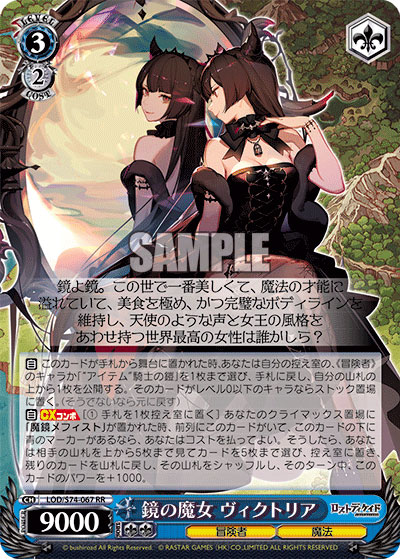 LEVEL
3
2
COST
SAMPLE
鏡よ鏡。この世で一番美しくて、魔法の才能に
溢れていて、美食を極め、かつ完璧なボディラインを
維持し、天使のような声と女王の風格を
あわせ持つ世界最高の女性は誰かしら？
自 このカードが手札から舞台に置かれた時、あなたは自分の控え室の、《冒険者》
のキャラか「“アイテム”騎士の鎧」を1枚まで選び、手札に戻し、自分の山札の
上から1枚を公開する。そのカードがレベル0以下のキャラならストック置場
に置く。（そうでないなら元に戻す）
自 CXコンボ ［① 手札を1枚控え室に置く］ あなたのクライマックス置場に
「魔鏡メフィスト」が置かれた時、前列にこのカードがいて、このカードの下に
青のマーカーがあるなら、あなたはコストを払ってよい。そうしたら、あなた
は相手の山札を上から5枚まで見てカードを5枚まで選び、控え室に置き、
残りのカードを山札に戻し、その山札をシャッフルし、そのターン中、この
カードのパワーを＋1000。
CH LOD/S74-067 RR
9000
鏡の魔女 ヴィクトリア
冒険者
魔法
ロストディケイド
© bushiroad All Rights Reserved. © RASTAR GAMES (HK) CO.,LIMITED ALL RIGHTS RESERVED.